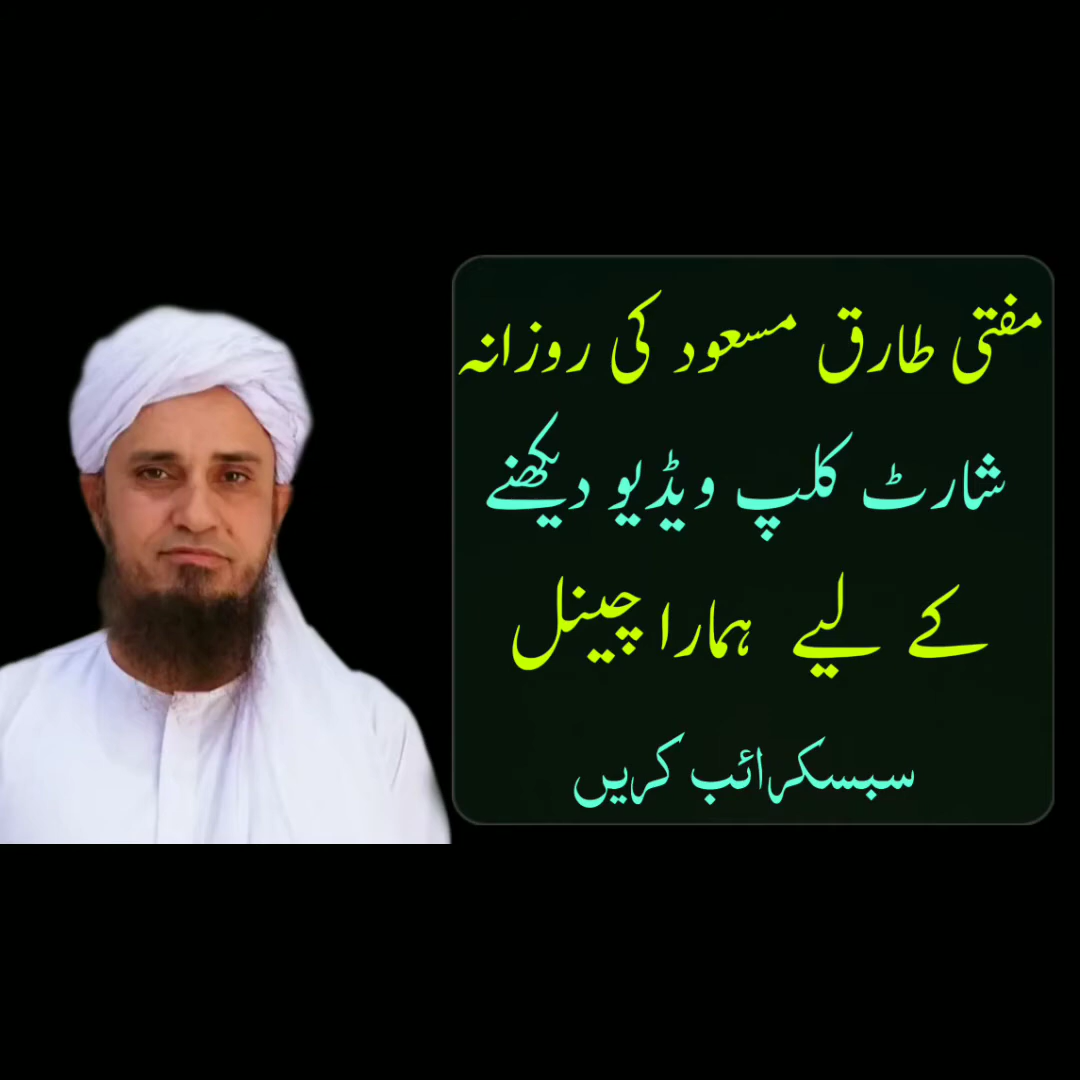 مفتی طارق مسعود کی روزانہ
شارٹ کلپ ویڈیو دیکھنے
کے لیے ہمارا چینل
سبسکرائب کریں